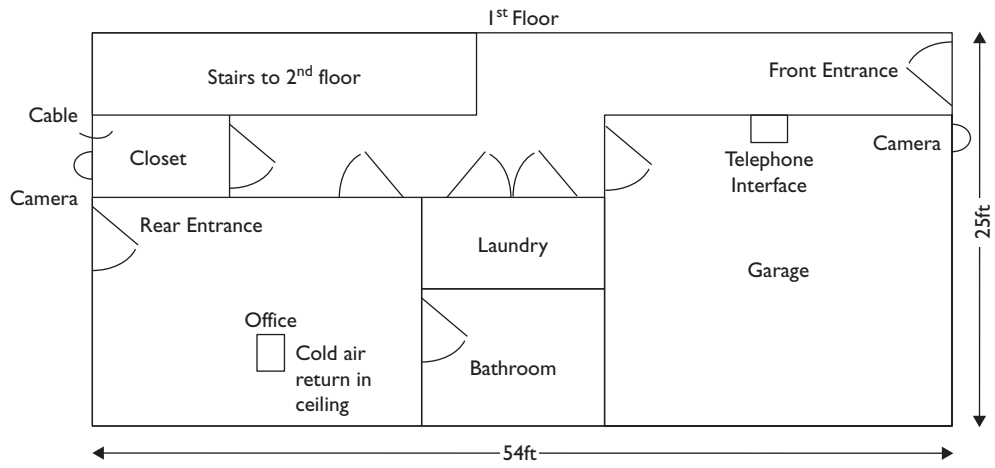 1st Floor
Stairs to 2nd floor
Front Entrance
Cable
Closet
Camera
Telephone
Interface
Camera
Rear Entrance
Laundry
Garage
25ft
Office
Cold air
return in
ceiling
Bathroom
54ft